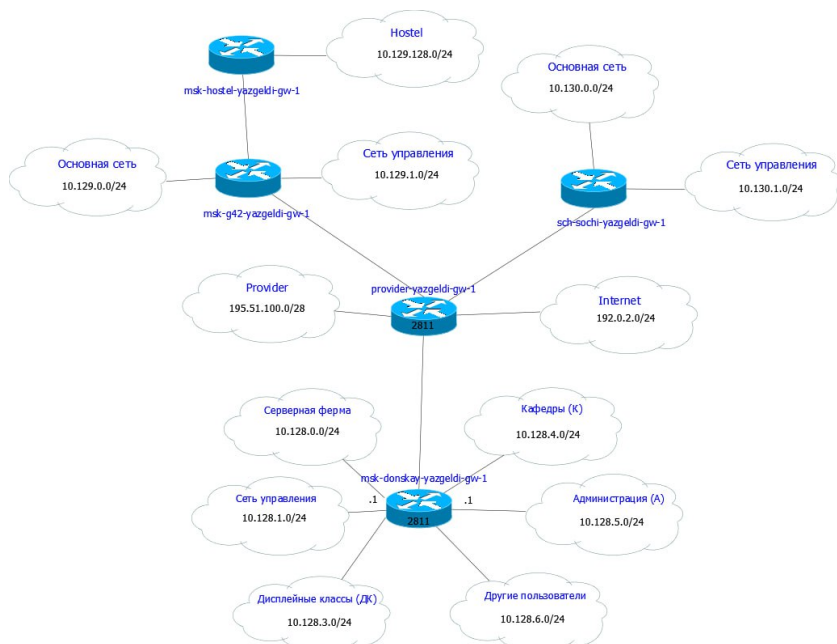 Hostel
10.129.128.0/24
msk-hostel-yazgeldi-gw-1
Основная сеть
10.130.0.0/24
Основная сеть
10.129.0.0/24
Сеть управления
10.129.1.0/24
msk-g42-yazgeldi-gw-1
Сеть управления
10.130.1.0/24
sch-sochi-yazgeldi-gw-1
Provider
195.51.100.0/28
provider-yazgeldi-gw-1
2811
Internet
192.0.2.0/24
Серверная ферма
10.128.0.0/24
Кафедры (К)
10.128.4.0/24
msk-donskay-yazgeldi-gw-1
.1
.1
2811
Сеть управления
10.128.1.0/24
Администрация (А)
10.128.5.0/24
Дисплейные классы (ДК)
10.128.3.0/24
Другие пользователи
10.128.6.0/24